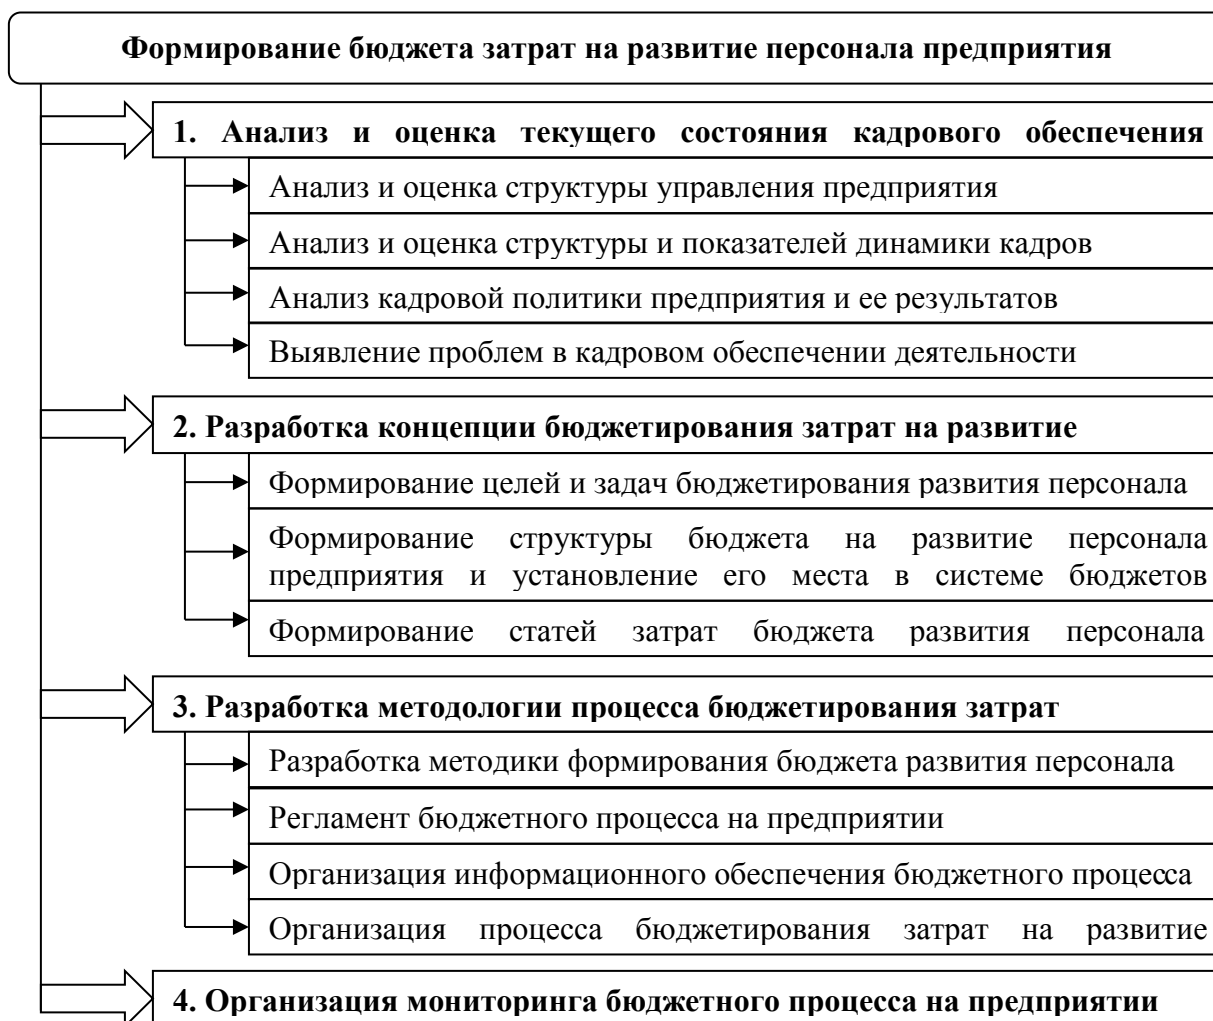 Формирование бюджета затрат на развитие персонала предприятия
1. Анализ и оценка текущего состояния кадрового обеспечения
Анализ и оценка структуры управления предприятия
Анализ и оценка структуры и показателей динамики кадров
Анализ кадровой политики предприятия и ее результатов
Выявление проблем в кадровом обеспечении деятельности
2. Разработка концепции бюджетирования затрат на развитие
Формирование целей и задач бюджетирования развития персонала
Формирование структуры бюджета на развитие персонала
предприятия и установление его места в системе бюджетов
Формирование статей затрат бюджета развития персонала
3. Разработка методологии процесса бюджетирования затрат
Разработка методики формирования бюджета развития персонала
Регламент бюджетного процесса на предприятии
Организация информационного обеспечения бюджетного процесса
Организация процесса бюджетирования затрат на развитие
4. Организация мониторинга бюджетного процесса на предприятии